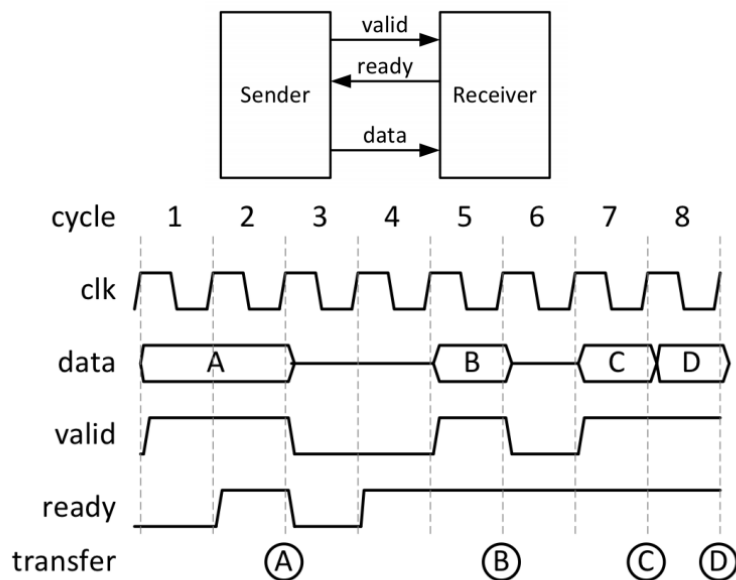 valid
ready
Sender Receiver
data
cycle 1 2 3 4 5 6 7 8
clk
data A B C D
valid
ready
transfer A B C D